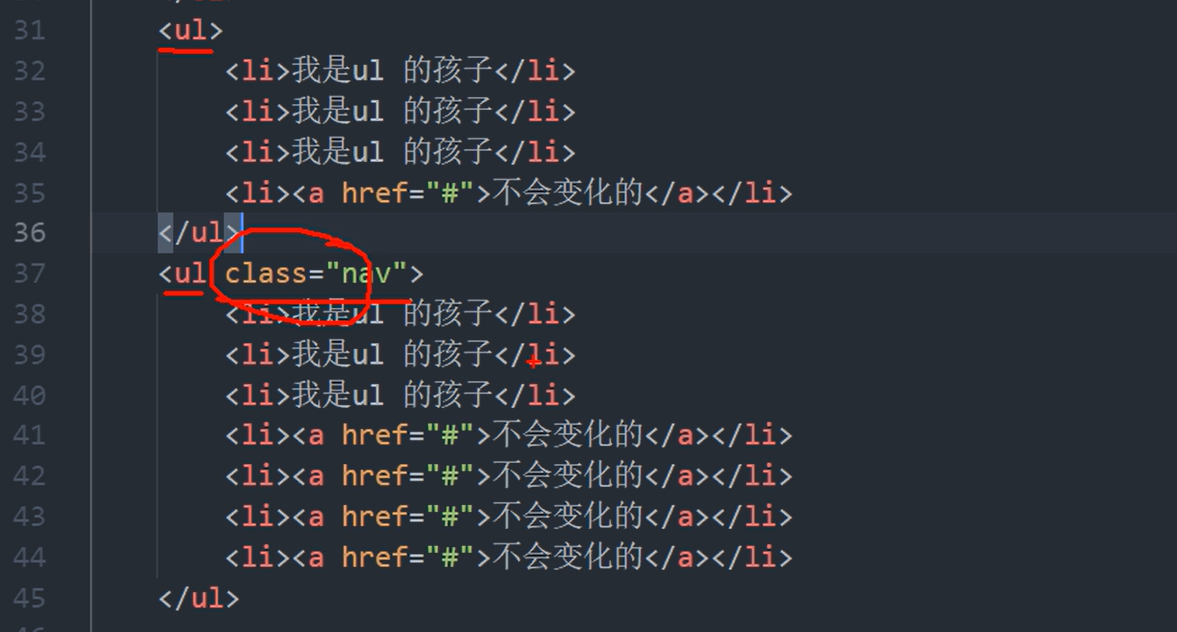 31 <ul>
32 <li>我是ul 的孩子</li>
33 <li>我是ul 的孩子</li>
34 <li>我是ul 的孩子</li>
35 <li><a href="#">不会变化的</a></li>
36 </ul>
37 <ul class="nav">
38 <li>我是ul 的孩子</li>
39 <li>我是ul 的孩子</li>
40 <li>我是ul 的孩子</li>
41 <li><a href="#">不会变化的</a></li>
42 <li><a href="#">不会变化的</a></li>
43 <li><a href="#">不会变化的</a></li>
44 <li><a href="#">不会变化的</a></li>
45 </ul>